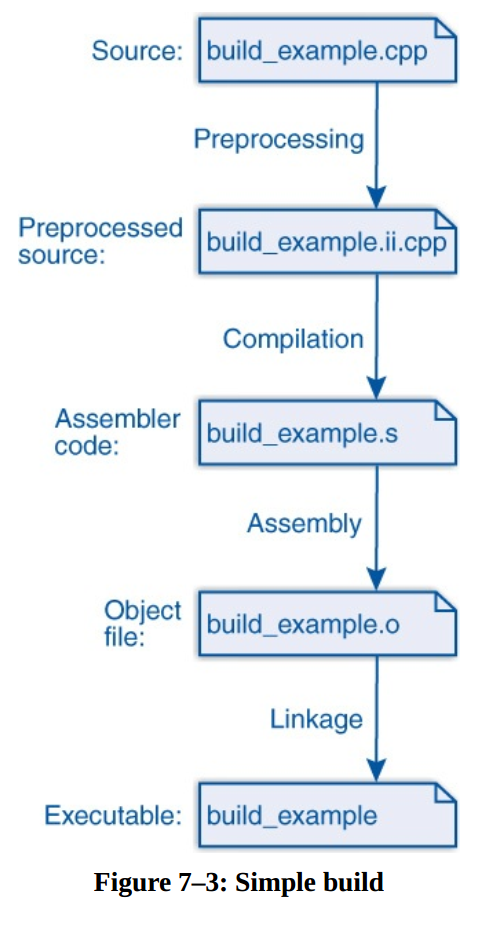 Source:
build_example.cpp
Preprocessing
Preprocessed
source:
build_example.ii.cpp
Compilation
Assembler
code:
build_example.s
Assembly
Object
file:
build_example.o
Linkage
Executable:
build_example
Figure 7–3: Simple build